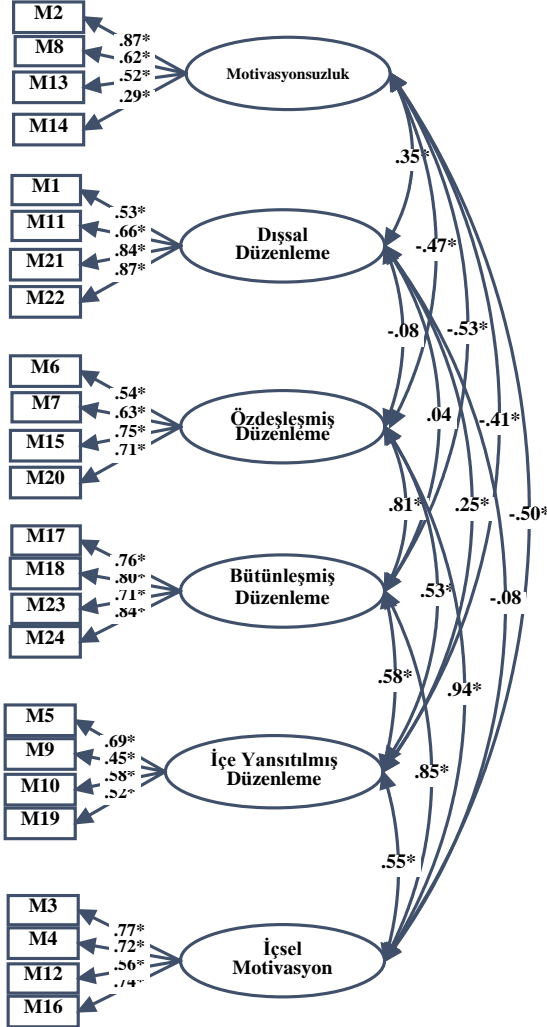 M2
M8
M13
M14
.87*
.62*
.52*
.29*
Motivasyonsuzluk
M1
M11
M21
M22
.53*
.66*
.84*
.87*
Dışsal
Düzenleme
M6
M7
M15
M20
.54*
.63*
.75*
.71*
Özdeşleşmiş
Düzenleme
M17
M18
M23
M24
.76*
.80*
.71*
.84*
Bütünleşmiş
Düzenleme
M5
M9
M10
M19
.69*
.45*
.58*
.52*
İçe Yansıtılmış
Düzenleme
M3
M4
M12
M16
.77*
.72*
.56*
.74*
İçsel
Motivasyon
.35*
-.47*
-.08
-.53*
.04
-.41*
.81*
.25*
-.50*
.53*
-.08
.58*
.94*
.85*
.55*